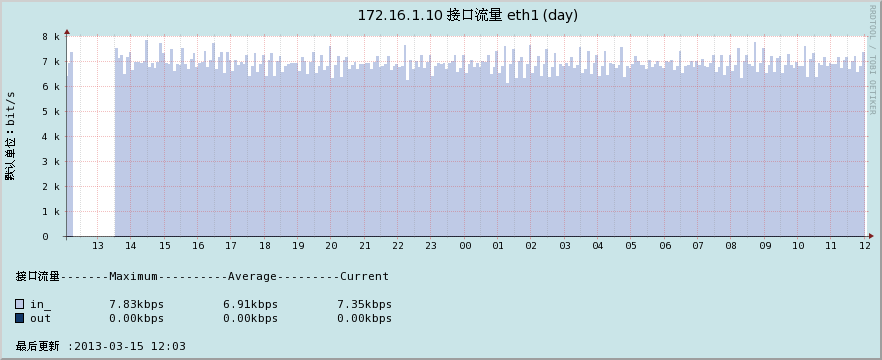 172.16.1.10 接口流量 eth1 (day)
RRDTOOL / TOBI OETIKER
默认单位：bit/s
8 k
7 k
6 k
5 k
4 k
3 k
2 k
1 k
0
13 14 15 16 17 18 19 20 21 22 23 00 01 02 03 04 05 06 07 08 09 10 11 12
接口流量-------Maximum----------Average---------Current
in_ 7.83kbps 6.91kbps 7.35kbps
out 0.00kbps 0.00kbps 0.00kbps
最后更新 :2013-03-15 12:03